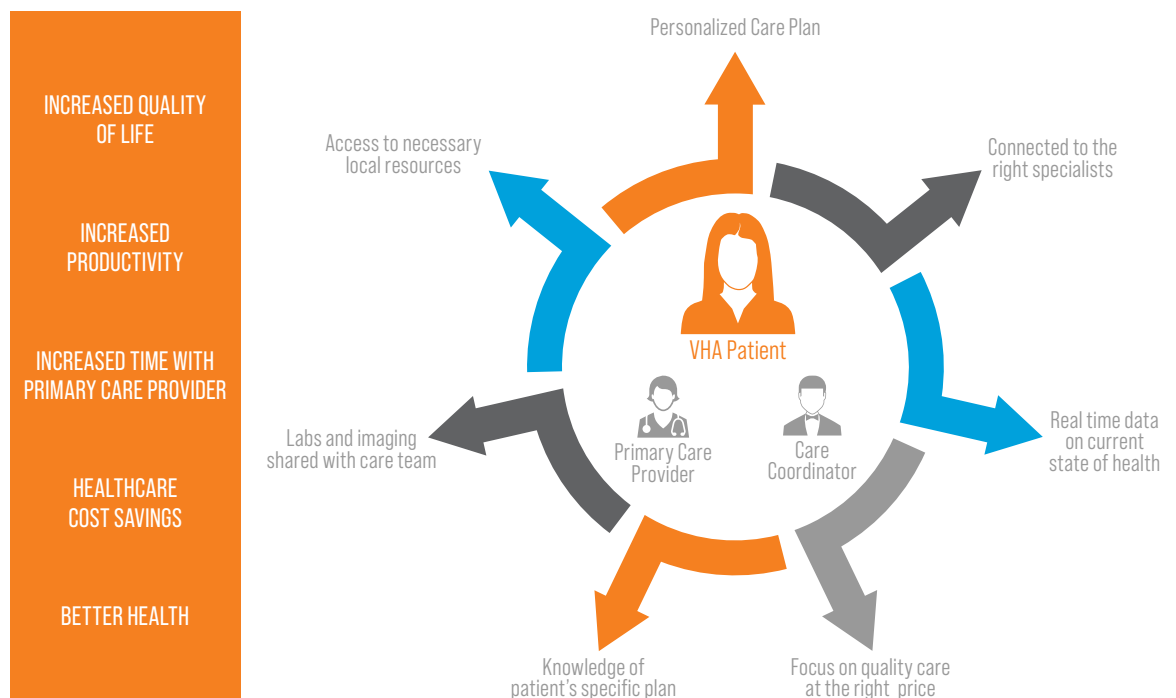 INCREASED QUALITY
OF LIFE
INCREASED
PRODUCTIVITY
INCREASED TIME WITH
PRIMARY CARE PROVIDER
HEALTHCARE
COST SAVINGS
BETTER HEALTH
Personalized Care Plan
Access to necessary
local resources
Connected to the
right specialists
VHA Patient
Primary Care
Provider
Care
Coordinator
Labs and imaging
shared with care team
Real time data
on current
state of health
Knowledge of
patient's specific plan
Focus on quality care
at the right price